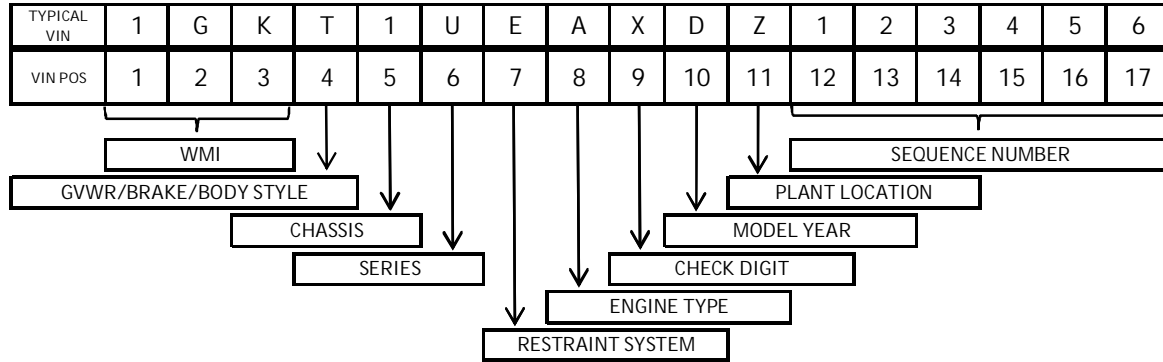 TYPICAL VIN 1 G K T 1 U E A X D Z 1 2 3 4 5 6
VIN POS 1 2 3 4 5 6 7 8 9 10 11 12 13 14 15 16 17
WMI SEQUENCE NUMBER
GVWR/BRAKE/BODY STYLE PLANT LOCATION
CHASSIS MODEL YEAR
SERIES CHECK DIGIT
ENGINE TYPE
RESTRAINT SYSTEM